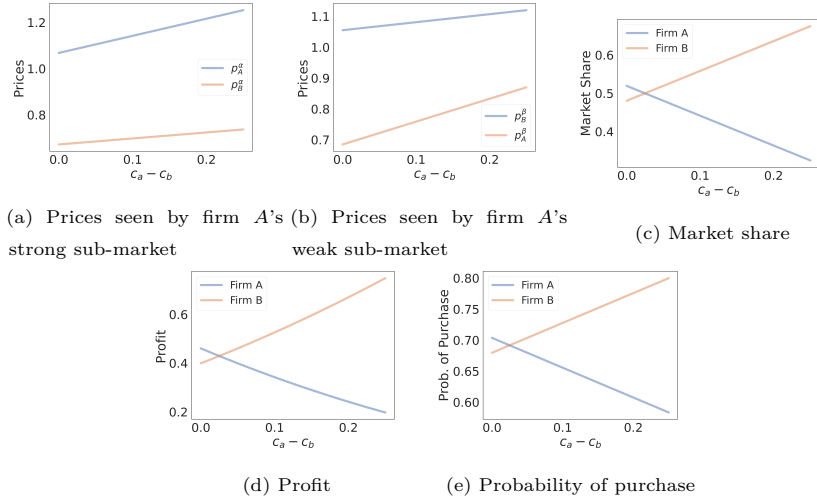 1.2
1.0
0.8
Prices
p_A^α
p_B^α
0.0 0.1 0.2
c_a − c_b
(a) Prices seen by firm A's
strong sub-market
1.1
1.0
0.9
0.8
0.7
Prices
p_B^β
p_A^β
0.0 0.1 0.2
c_a − c_b
(b) Prices seen by firm A's
weak sub-market
Firm A
Firm B
0.6
0.5
0.4
Market Share
0.0 0.1 0.2
c_a − c_b
(c) Market share
Firm A
Firm B
0.6
0.4
0.2
Profit
0.0 0.1 0.2
c_a − c_b
(d) Profit
Firm A
Firm B
0.80
0.75
0.70
0.65
0.60
Prob. of Purchase
0.0 0.1 0.2
c_a − c_b
(e) Probability of purchase